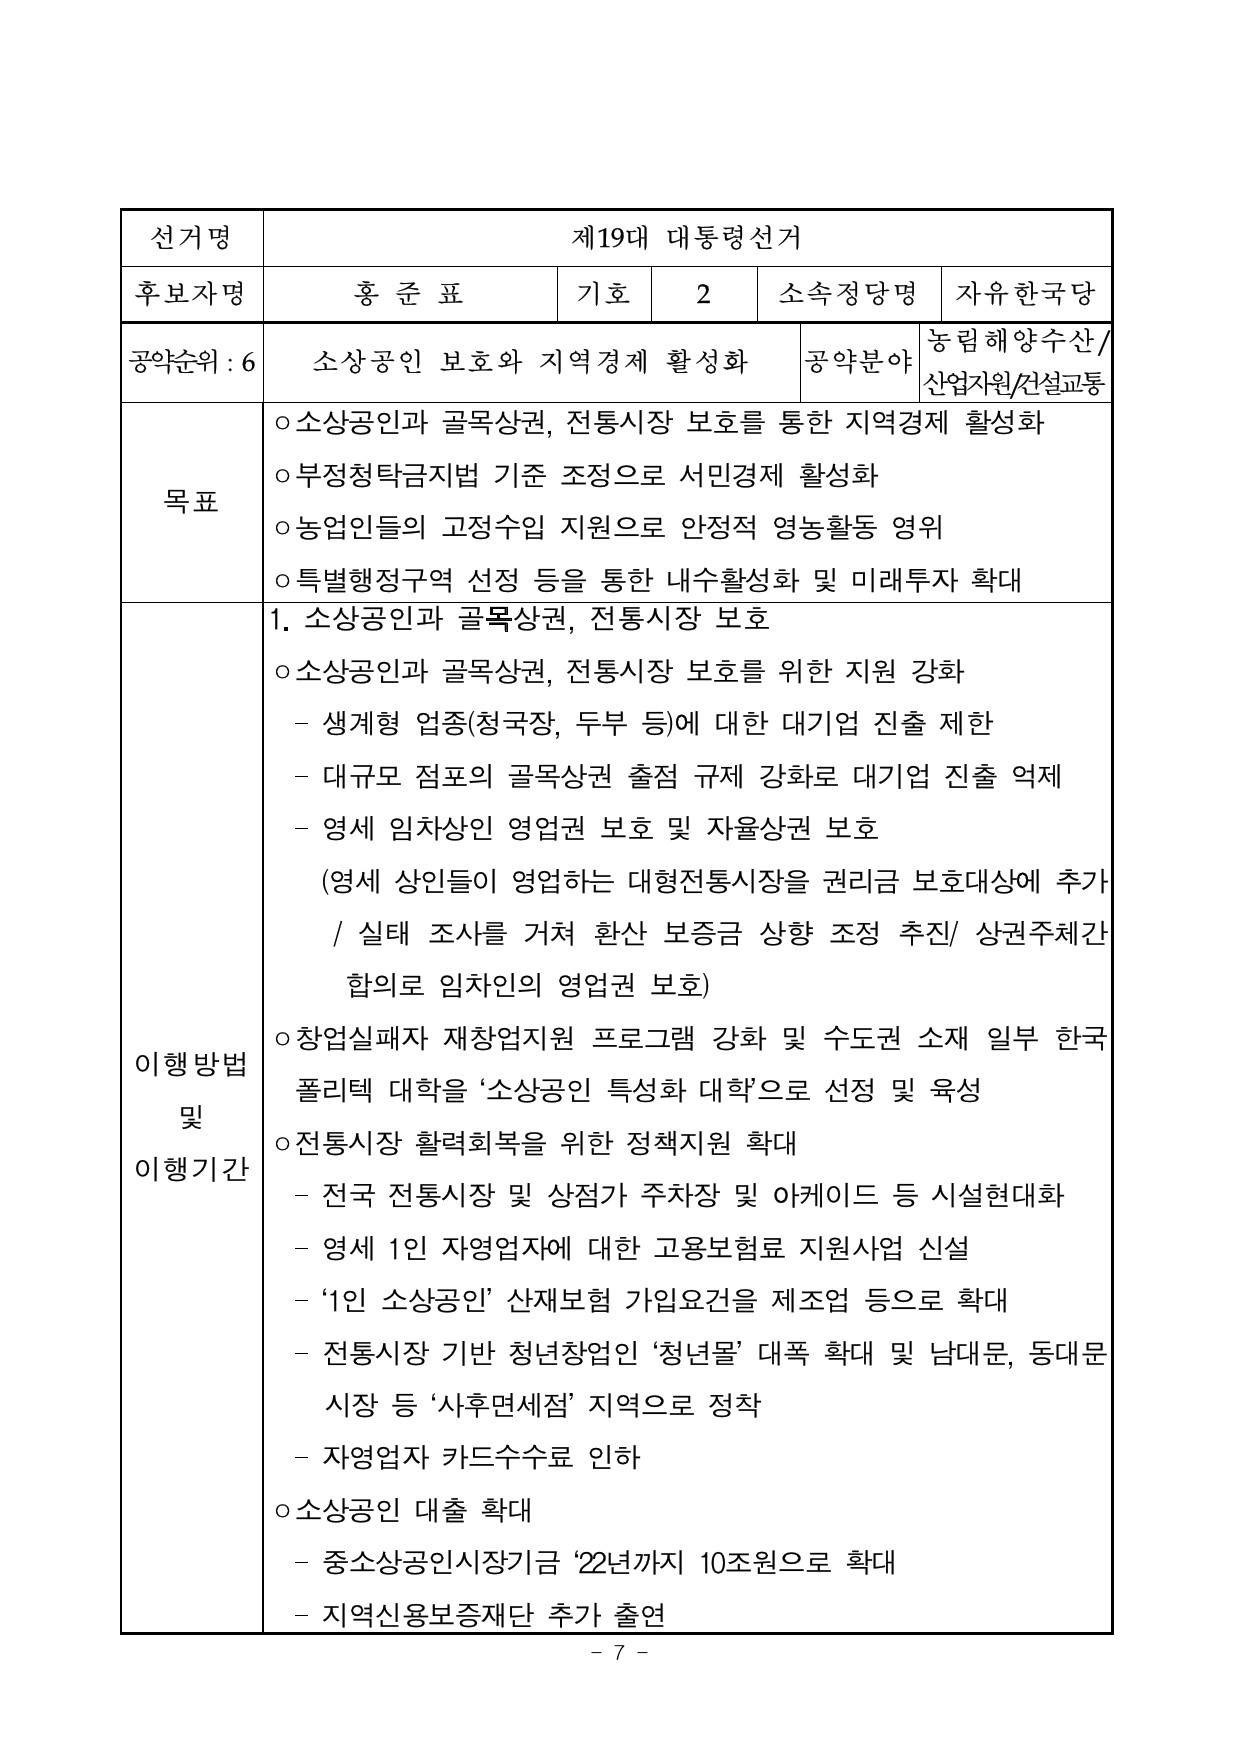 선거명 제19대 대통령선거
후보자명 홍 준 표 기호 2 소속정당명 자유한국당
공약순위 : 6 소상공인 보호와 지역경제 활성화 공약분야 농림해양수산/
산업자원/건설교통
목표
○소상공인과 골목상권, 전통시장 보호를 통한 지역경제 활성화
○부정청탁금지법 기준 조정으로 서민경제 활성화
○농업인들의 고정수입 지원으로 안정적 영농활동 영위
○특별행정구역 선정 등을 통한 내수활성화 및 미래투자 확대
이행방법
및
이행기간
1. 소상공인과 골목상권, 전통시장 보호
○소상공인과 골목상권, 전통시장 보호를 위한 지원 강화
– 생계형 업종(청국장, 두부 등)에 대한 대기업 진출 제한
– 대규모 점포의 골목상권 출점 규제 강화로 대기업 진출 억제
– 영세 임차상인 영업권 보호 및 자율상권 보호
(영세 상인들이 영업하는 대형전통시장을 권리금 보호대상에 추가
/ 실태 조사를 거쳐 환산 보증금 상향 조정 추진/ 상권주체간
합의로 임차인의 영업권 보호)
○창업실패자 재창업지원 프로그램 강화 및 수도권 소재 일부 한국
폴리텍 대학을 ‘소상공인 특성화 대학’으로 선정 및 육성
○전통시장 활력회복을 위한 정책지원 확대
– 전국 전통시장 및 상점가 주차장 및 아케이드 등 시설현대화
– 영세 1인 자영업자에 대한 고용보험료 지원사업 신설
– ‘1인 소상공인’ 산재보험 가입요건을 제조업 등으로 확대
– 전통시장 기반 청년창업인 ‘청년몰’ 대폭 확대 및 남대문, 동대문
시장 등 ‘사후면세점’ 지역으로 정착
– 자영업자 카드수수료 인하
○소상공인 대출 확대
– 중소상공인시장기금 ‘22년까지 10조원으로 확대
– 지역신용보증재단 추가 출연
– 7 –